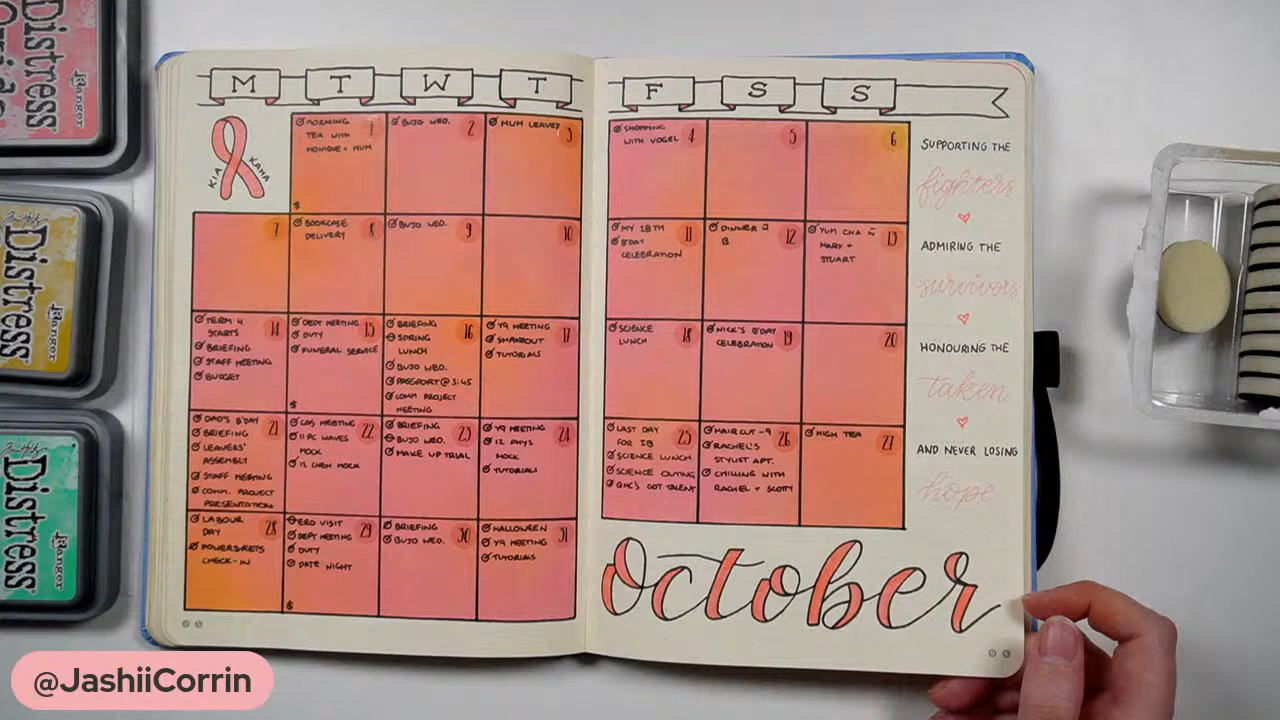 Distress
Ranger
Distress
Ranger
Distress
Ranger
M T W T F S S
KIA KAHA
MORNING
TEA WITH
MONIQUE + MUM
1
$
BUJO WED.
2
MUM LEAVES
3
SHOPPING
WITH VOGEL
4
5
6
7
BOOKCASE
DELIVERY
8
BUJO WED.
9
10
MY 28TH
B'DAY
CELEBRATION
11
DINNER
B
12
YUM CHA
MARY +
STUART
13
TERM 4
STARTS
BRIEFING
STAFF MEETING
BUDGET
14
DEPT MEETING
DUTY
FUNERAL SERVICE
15
$
BRIEFING
SPRING
LUNCH
BUJO WED.
PASSPORT @ 3:45
COMM PROJECT
MEETING
16
Y9 MEETING
SHAKEOUT
TUTORIALS
17
SCIENCE
LUNCH
18
NICK'S B'DAY
CELEBRATION
19
20
DAD'S B'DAY
BRIEFING
LEAVERS'
ASSEMBLY
STAFF MEETING
COMM. PROJECT
PRESENTATION
21
CAS MEETING
11 PC WAVES
MOCK
12 CHEM MOCK
22
BRIEFING
BUJO WED.
MAKE UP TRIAL
23
Y9 MEETING
12 PHYS
MOCK
TUTORIALS
24
LAST DAY
FOR IB
SCIENCE LUNCH
SCIENCE OUTING
GOT TALENT
25
HAIRCUT - 9
RACHEL'S
STYLIST APT.
CHILLING WITH
RACHEL + SCOTTY
26
HIGH TEA
27
LABOUR
DAY
CHECK-IN
28
ERO VISIT
DEPT MEETING
DUTY
DATE NIGHT
29
$
BRIEFING
BUJO WED.
30
HALLOWEEN
Y9 MEETING
TUTORIALS
31
SUPPORTING THE
fighters
ADMIRING THE
survivors
HONOURING THE
taken
AND NEVER LOSING
hope
october
@JashiiCorrin